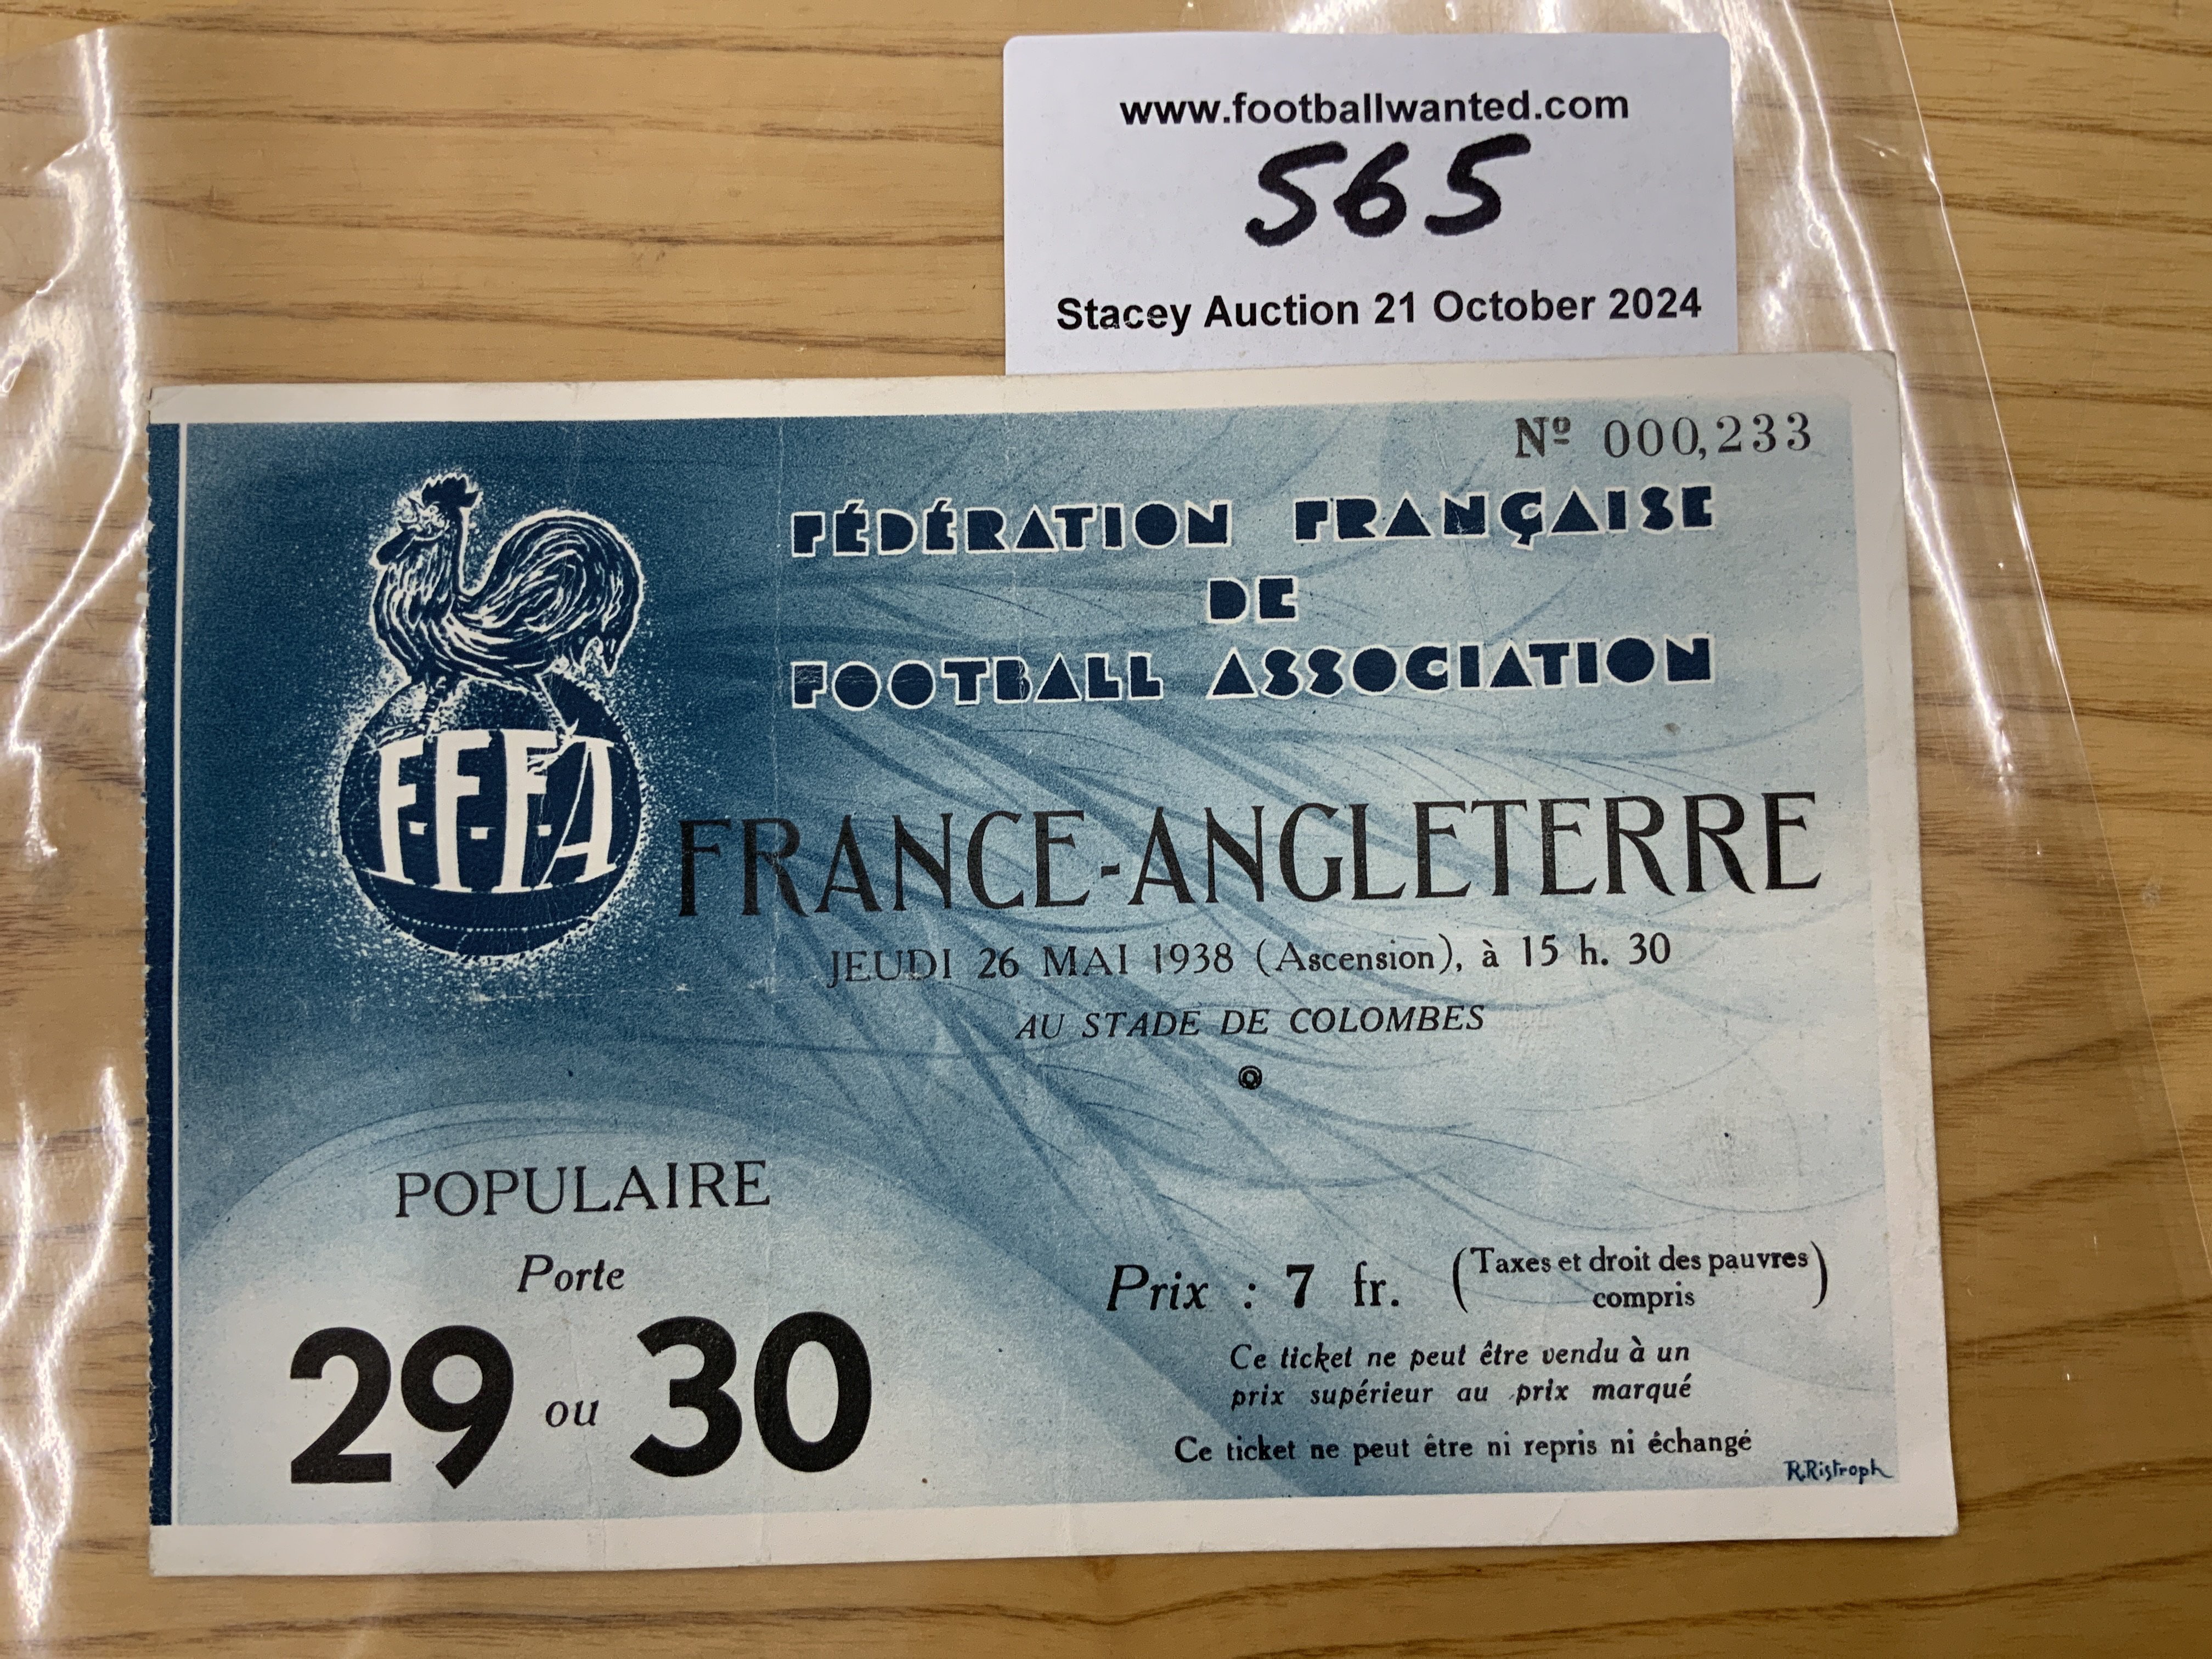 www.footballwanted.com
565
Stacey Auction 21 October 2024
Nº 000,233
FÉDÉRATION FRANÇAISE
DE
FOOTBALL ASSOCIATION
F.F.F.A
FRANCE-ANGLETERRE
JEUDI 26 MAI 1938 (Ascension), à 15 h. 30
AU STADE DE COLOMBES
POPULAIRE
Porte
29 ou 30
Prix : 7 fr. (Taxes et droit des pauvres
compris)
Ce ticket ne peut être vendu à un
prix supérieur au prix marqué
Ce ticket ne peut être ni repris ni échangé
R.Ristroph